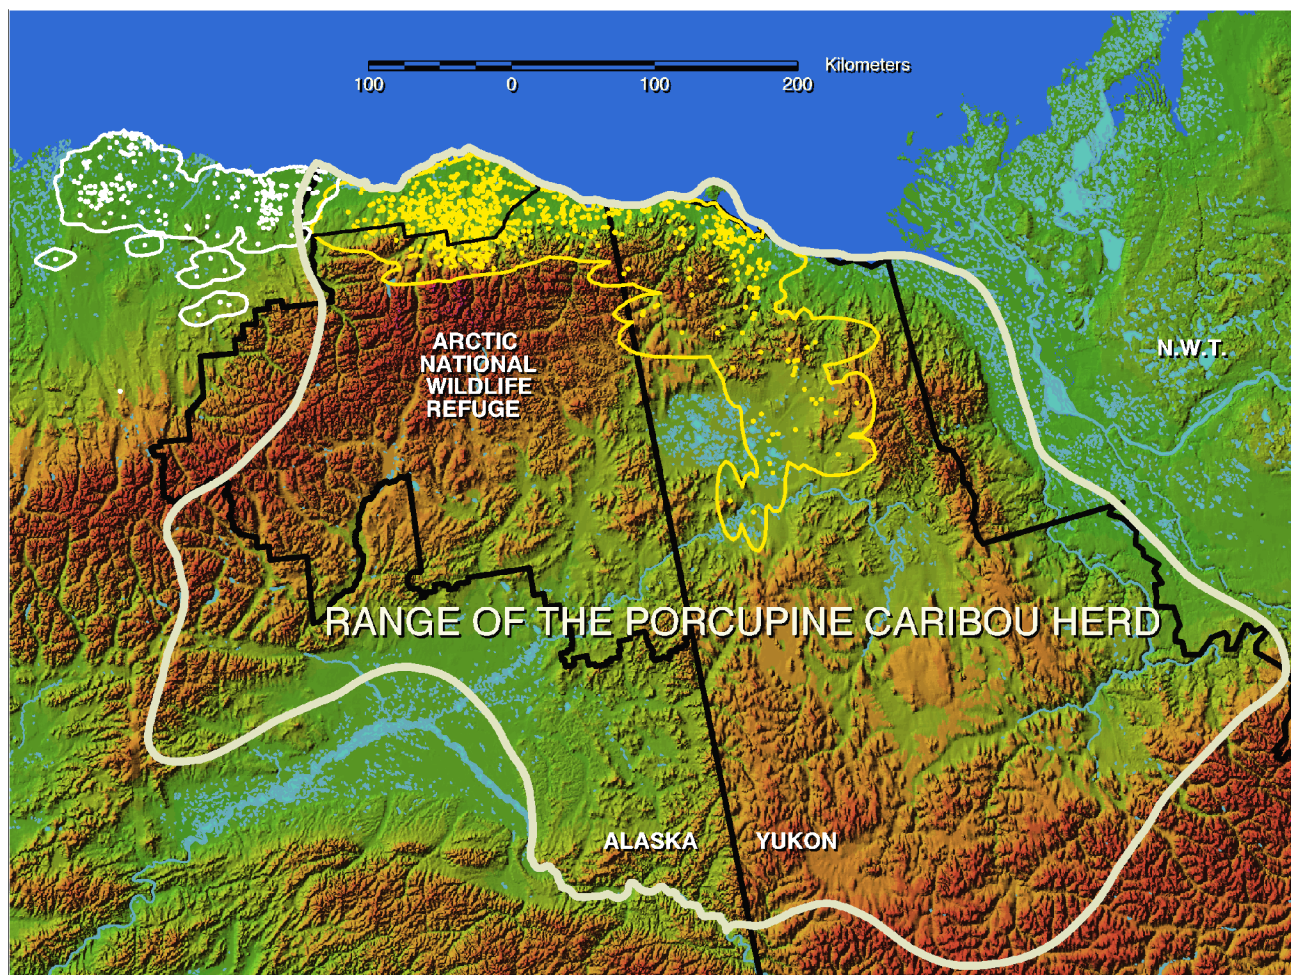 Kilometers
100 0 100 200
ARCTIC
NATIONAL
WILDLIFE
REFUGE
N.W.T.
RANGE OF THE PORCUPINE CARIBOU HERD
ALASKA YUKON